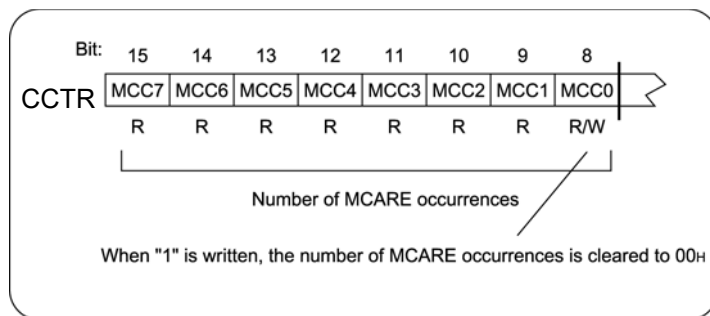 Bit: 15 14 13 12 11 10 9 8
CCTR MCC7 MCC6 MCC5 MCC4 MCC3 MCC2 MCC1 MCC0
R R R R R R R R/W
Number of MCARE occurrences
When "1" is written, the number of MCARE occurrences is cleared to 00H